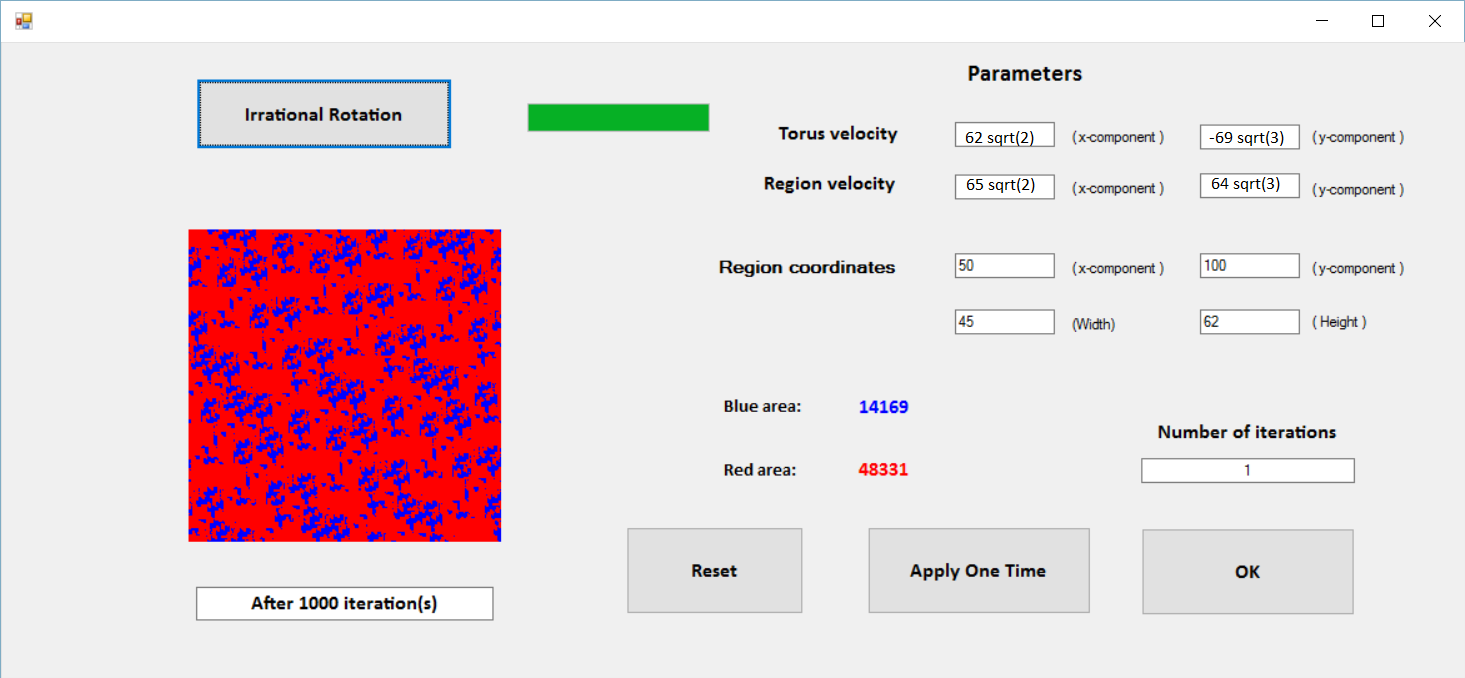 Parameters
Irrational Rotation
Torus velocity 62 sqrt(2) ( x-component ) -69 sqrt(3) ( y-component )
Region velocity 65 sqrt(2) ( x-component ) 64 sqrt(3) ( y-component )
Region coordinates 50 ( x-component ) 100 ( y-component )
45 (Width) 62 ( Height )
Blue area: 14169
Number of iterations
Red area: 48331
1
Reset Apply One Time OK
After 1000 iteration(s)